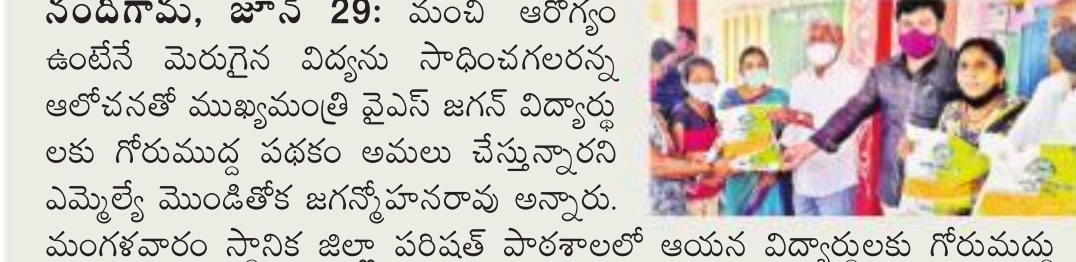 నందిగామ, జూన్ 29: మంచి ఆరోగ్యం
ఉంటేనే మెరుగైన విద్యను సాధించగలరన్న
ఆలోచనతో ముఖ్యమంత్రి వైఎస్ జగన్ విద్యార్థు
లకు గోరుముద్ద పథకం అమలు చేస్తున్నారని
ఎమ్మెల్యే మొండితోక జగన్మోహనరావు అన్నారు.
మంగళవారం స్థానిక జిల్లా పరిషత్ పాఠశాలలో ఆయన విద్యార్థులకు గోరుముద్దు